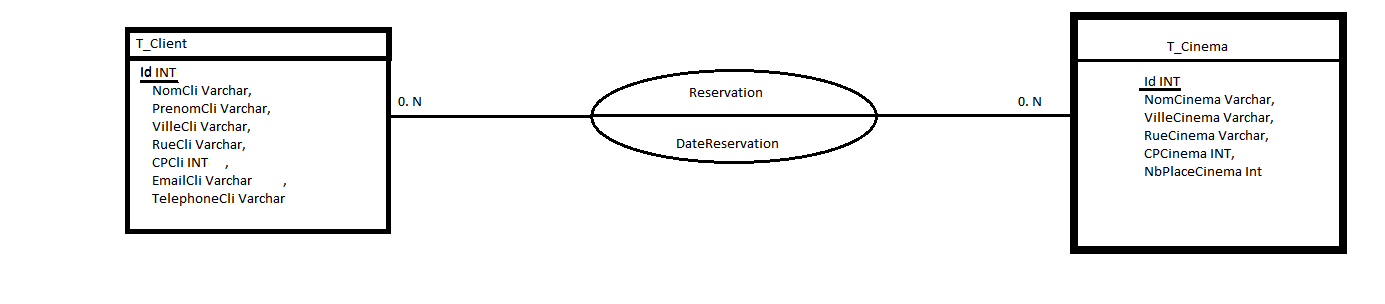 T_Client
Id INT
NomCli Varchar,
PrenomCli Varchar,
VilleCli Varchar,
RueCli Varchar,
CPCli INT ,
EmailCli Varchar ,
TelephoneCli Varchar
0. N
Reservation
DateReservation
0. N
T_Cinema
Id INT
NomCinema Varchar,
VilleCinema Varchar,
RueCinema Varchar,
CPCinema INT,
NbPlaceCinema Int